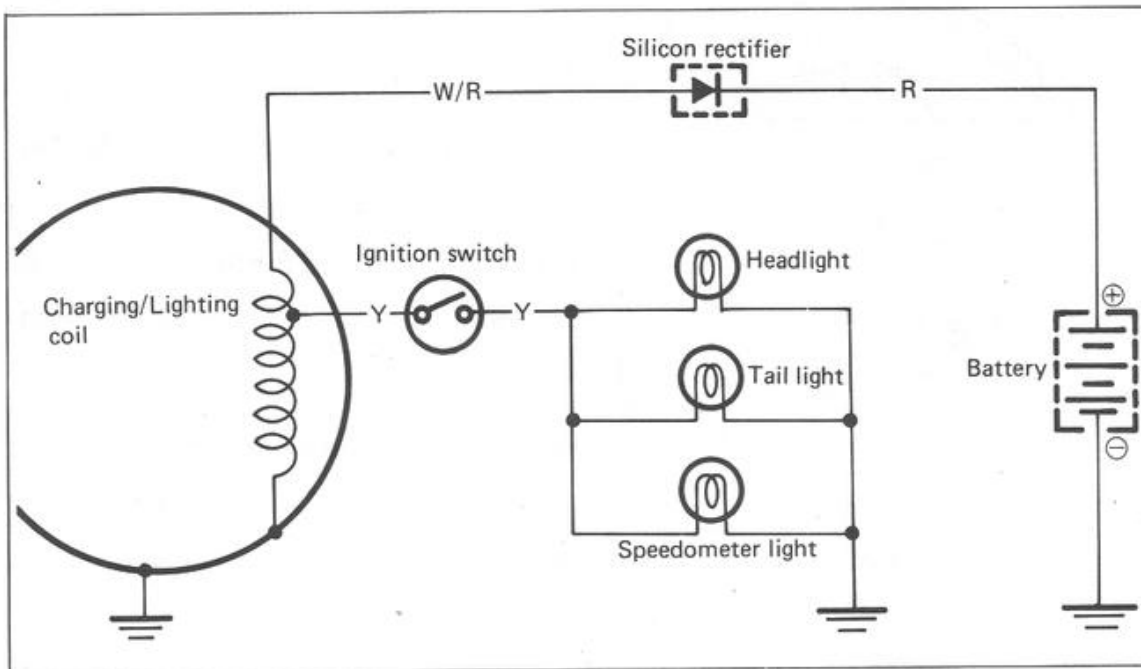 Silicon rectifier
W/R
R
Ignition switch
Headlight
Charging/Lighting
coil
Y
Y
+
Tail light
Battery
−
Speedometer light